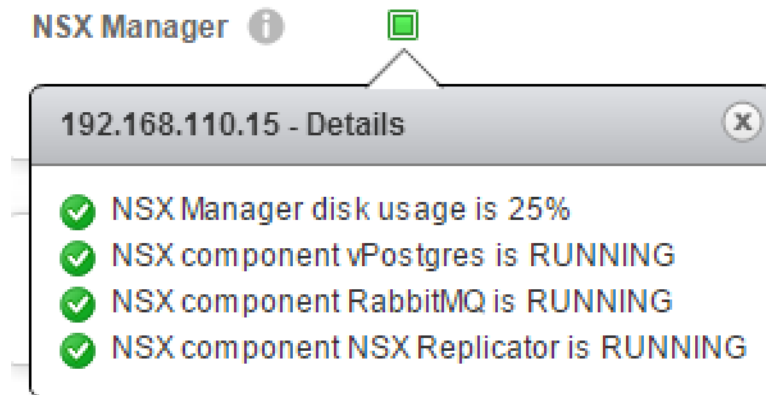 NSX Manager
192.168.110.15 - Details
NSX Manager disk usage is 25%
NSX component vPostgres is RUNNING
NSX component RabbitMQ is RUNNING
NSX component NSX Replicator is RUNNING